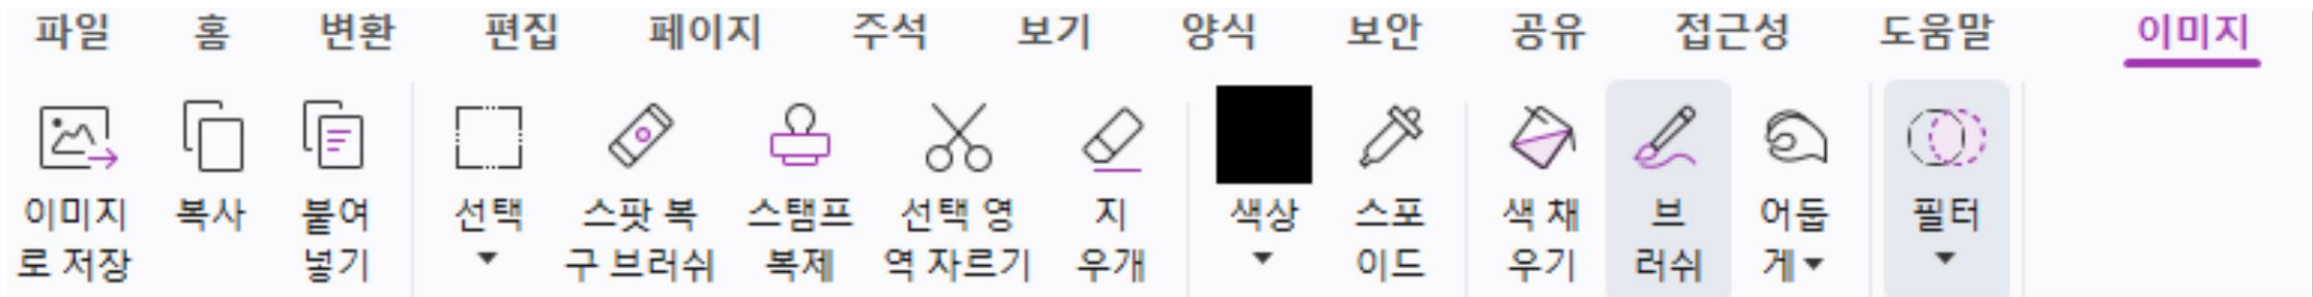 파일 홈 변환 편집 페이지 주석 보기 양식 보안 공유 접근성 도움말 이미지
이미지 복사 붙여 선택 스팟 복 스탬프 선택 영 지 색상 스포 색 채 브 어둡 필터
로 저장 넣기 구 브러쉬 복제 역 자르기 우개 이드 우기 러쉬 게